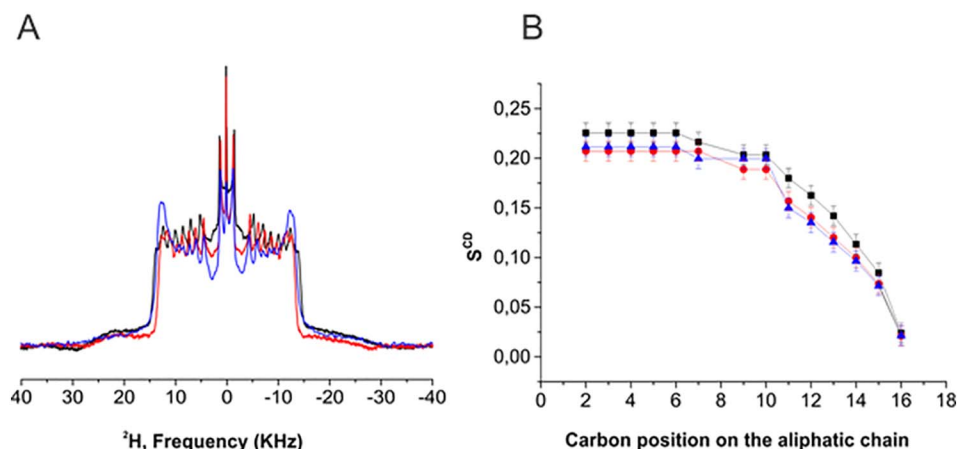 A
B
40 30 20 10 0 -10 -20 -30 -40
²H, Frequency (KHz)
0,25
0,20
0,15
0,10
0,05
0,00
S^CD
0 2 4 6 8 10 12 14 16 18
Carbon position on the aliphatic chain